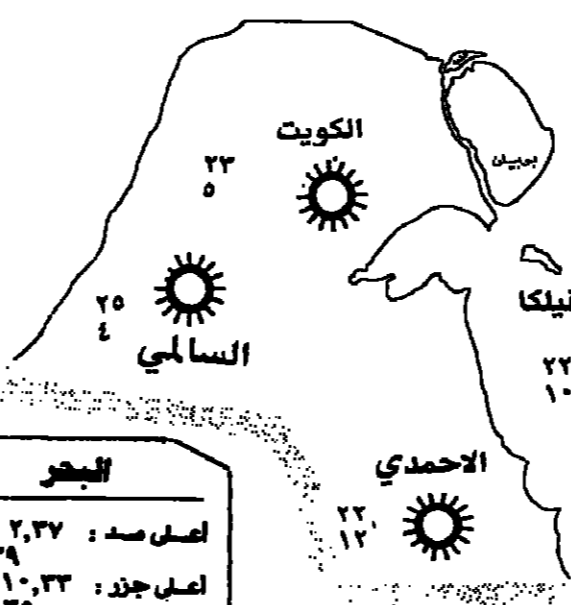 الكويت
٢٣
٥
بوبيان
٢٥
٤
السالمي
فيلكا
٢٢
١٠
الاحمدي
٢٢
١٢
البحر
اعلى مد : ٢,٣٧
اعلى جزر : ١٠,٣٣